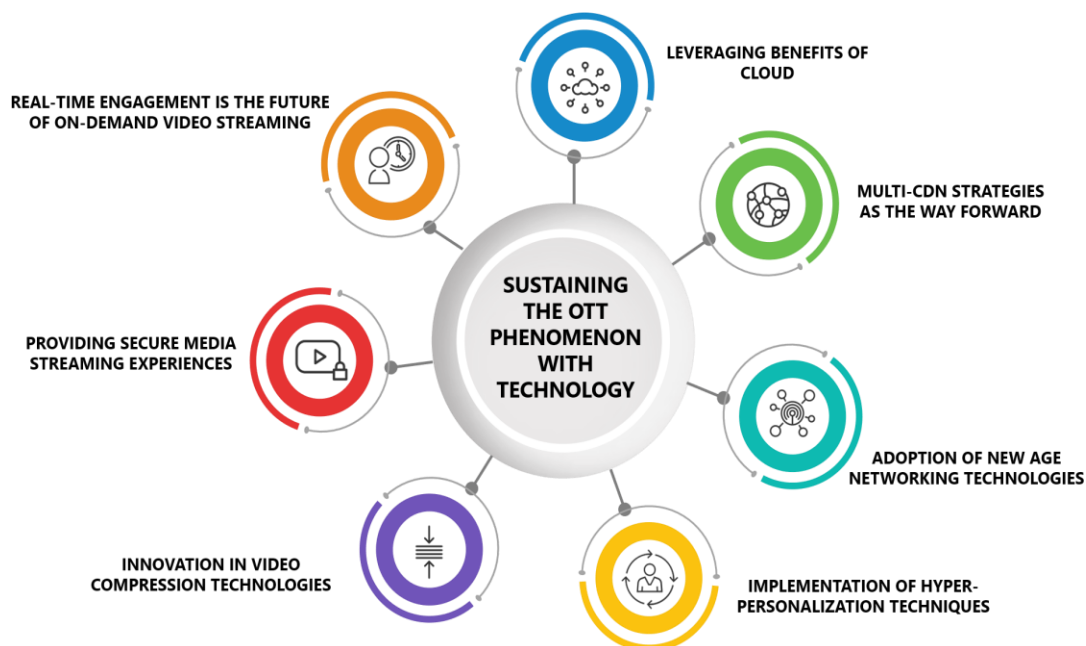 LEVERAGING BENEFITS OF
CLOUD
REAL-TIME ENGAGEMENT IS THE FUTURE
OF ON-DEMAND VIDEO STREAMING
MULTI-CDN STRATEGIES
AS THE WAY FORWARD
SUSTAINING
THE OTT
PHENOMENON
WITH
TECHNOLOGY
PROVIDING SECURE MEDIA
STREAMING EXPERIENCES
ADOPTION OF NEW AGE
NETWORKING TECHNOLOGIES
INNOVATION IN VIDEO
COMPRESSION TECHNOLOGIES
IMPLEMENTATION OF HYPER-
PERSONALIZATION TECHNIQUES